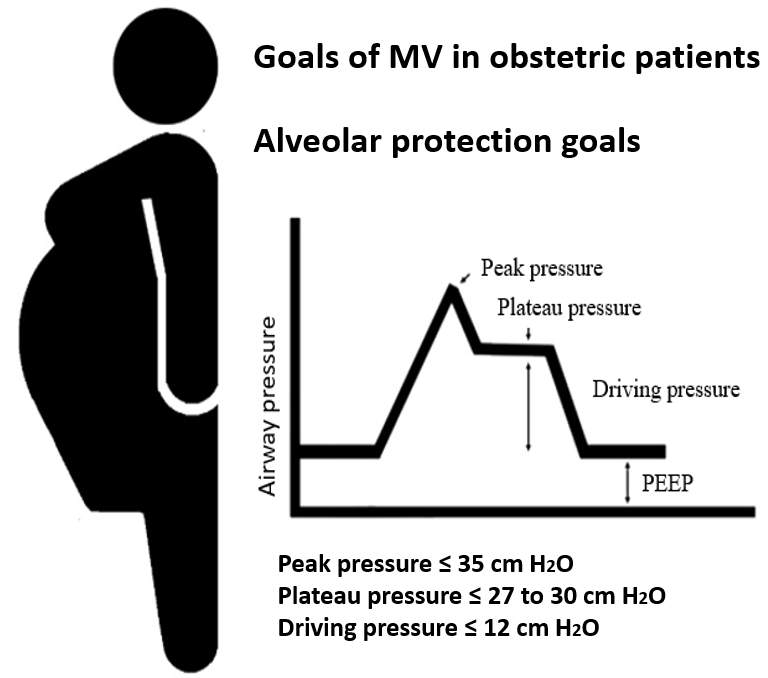 Goals of MV in obstetric patients
Alveolar protection goals
Peak pressure
Plateau pressure
Driving pressure
Airway pressure
PEEP
Peak pressure ≤ 35 cm H2O
Plateau pressure ≤ 27 to 30 cm H2O
Driving pressure ≤ 12 cm H2O